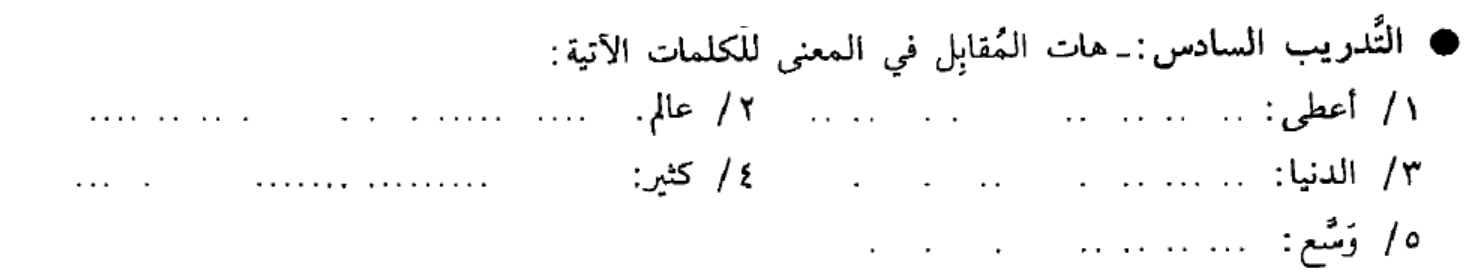 ● التَّدريب السادس: ـ هات المُقابِل في المعنى للكلمات الآتية:
١/ أعطى: .. .. .. .. .. . . .. .. .. ٢/ عالم. .... ..... . . . . .. .. ....
٣/ الدنيا: .. ... .. . .. . . ٤/ كثير: ......... ....... . ...
٥/ وَسَّع: ... .. .. .. . . .